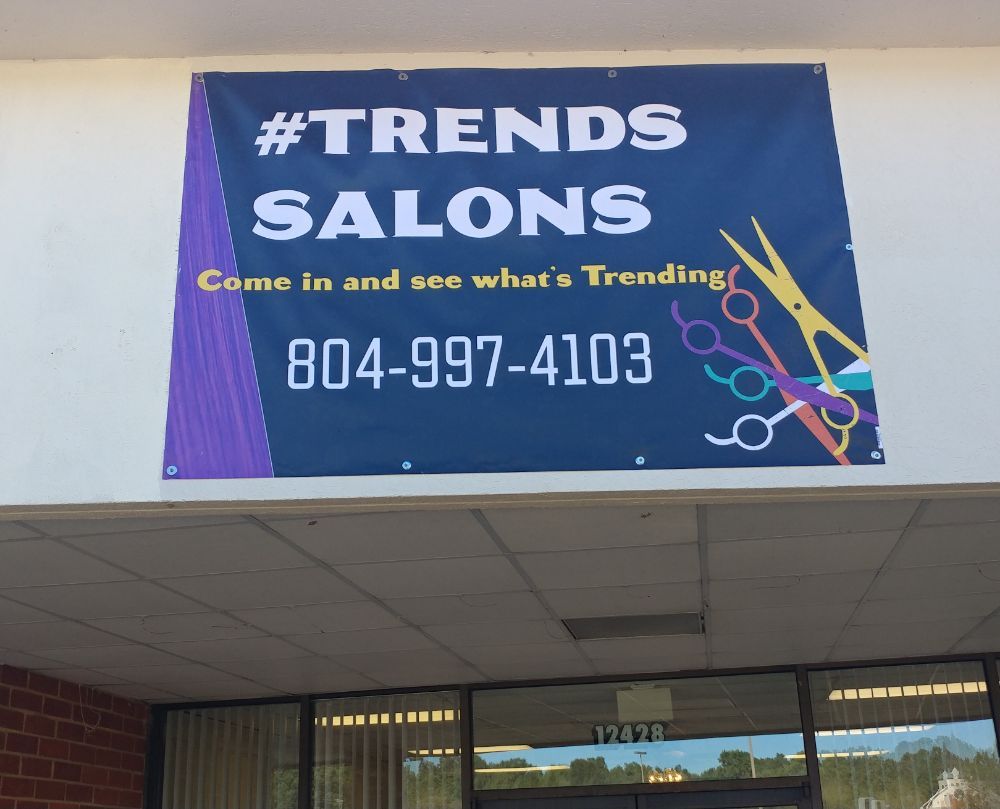 #TRENDS
SALONS
Come in and see what's Trending
804-997-4103
12428